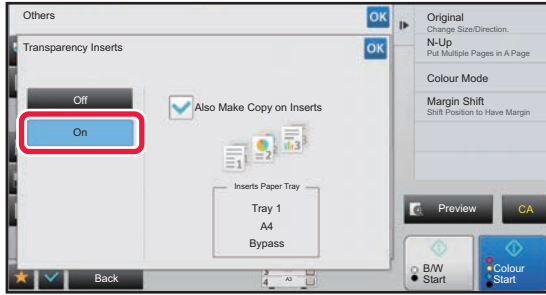 Others
OK
Transparency Inserts
OK
Off
On
Also Make Copy on Inserts
1
2
3
Inserts Paper Tray
Tray 1
A4
Bypass
Back
3
4
A3
Original
Change Size/Direction.
N-Up
Put Multiple Pages in A Page
Colour Mode
Margin Shift
Shift Position to Have Margin
Preview
CA
B/W
Start
Colour
Start